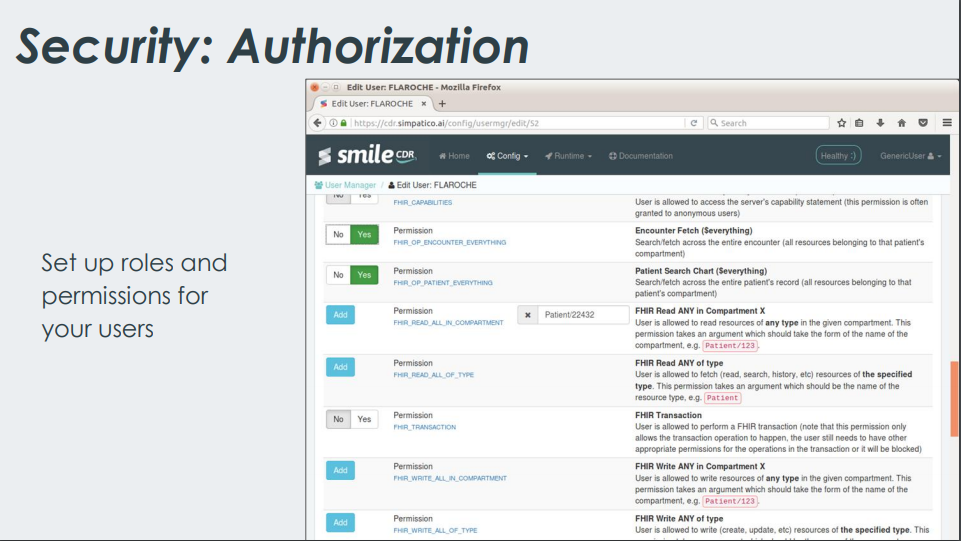 Security: Authorization
Set up roles and
permissions for
your users
Edit User: FLAROCHE - Mozilla Firefox
Edit User: FLAROCHE
https://cdr.simpatico.ai/config/usermgr/edit/52
Search
smile CDR
Home
Config
Runtime
Documentation
Healthy :)
GenericUser
User Manager / Edit User: FLAROCHE
No Yes
FHIR_CAPABILITIES
User is allowed to access the server's capability statement (this permission is often
granted to anonymous users)
No Yes
Permission
FHIR_OP_ENCOUNTER_EVERYTHING
Encounter Fetch ($everything)
Search/fetch across the entire encounter (all resources belonging to that patient's
compartment)
No Yes
Permission
FHIR_OP_PATIENT_EVERYTHING
Patient Search Chart ($everything)
Search/fetch across the entire patient's record (all resources belonging to that
patient's compartment)
Add
Permission
FHIR_READ_ALL_IN_COMPARTMENT
Patient/22432
FHIR Read ANY in Compartment X
User is allowed to read resources of any type in the given compartment. This
permission takes an argument which should take the form of the name of the
compartment, e.g. Patient/123.
Add
Permission
FHIR_READ_ALL_OF_TYPE
FHIR Read ANY of type
User is allowed to fetch (read, search, history, etc) resources of the specified
type. This permission takes an argument which should be the name of the
resource type, e.g. Patient
No Yes
Permission
FHIR_TRANSACTION
FHIR Transaction
User is allowed to perform a FHIR transaction (note that this permission only
allows the transaction operation to happen, the user still needs to have other
appropriate permissions for the operations in the transaction or it will be blocked)
Add
Permission
FHIR_WRITE_ALL_IN_COMPARTMENT
FHIR Write ANY in Compartment X
User is allowed to write resources of any type in the given compartment. This
permission takes an argument which should take the form of the name of the
compartment, e.g. Patient/123.
Add
Permission
FHIR_WRITE_ALL_OF_TYPE
FHIR Write ANY of type
User is allowed to write (create, update, etc) resources of the specified type. This